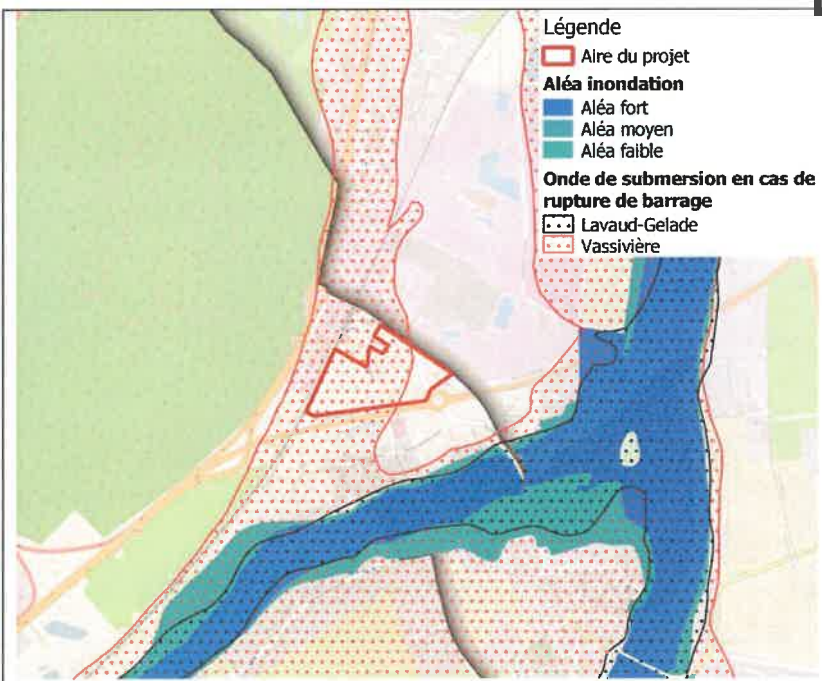 Légende
Aire du projet
Aléa inondation
Aléa fort
Aléa moyen
Aléa faible
Onde de submersion en cas de
rupture de barrage
Lavaud-Gelade
Vassivière